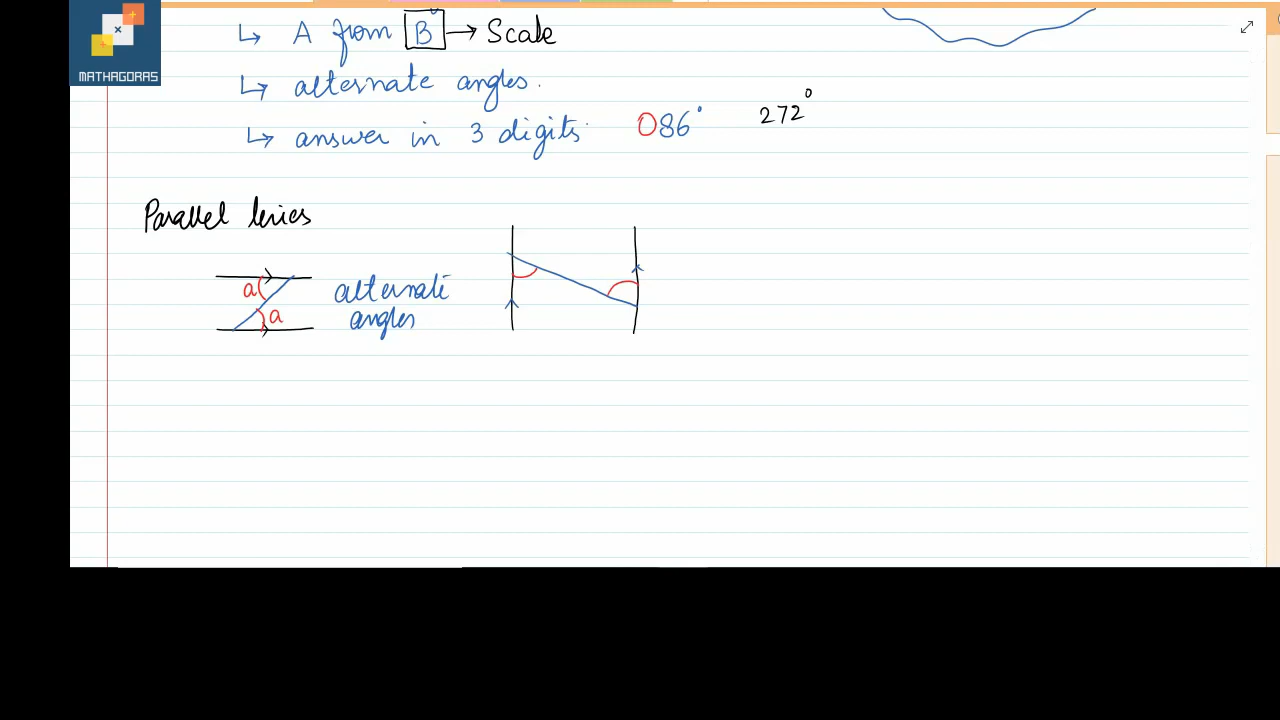 ↳ A from B → Scale
↳ alternate angles.
↳ answer in 3 digits. 086° 272°
Parallel lines
a
a
alternate
angles
MATHAGORAS